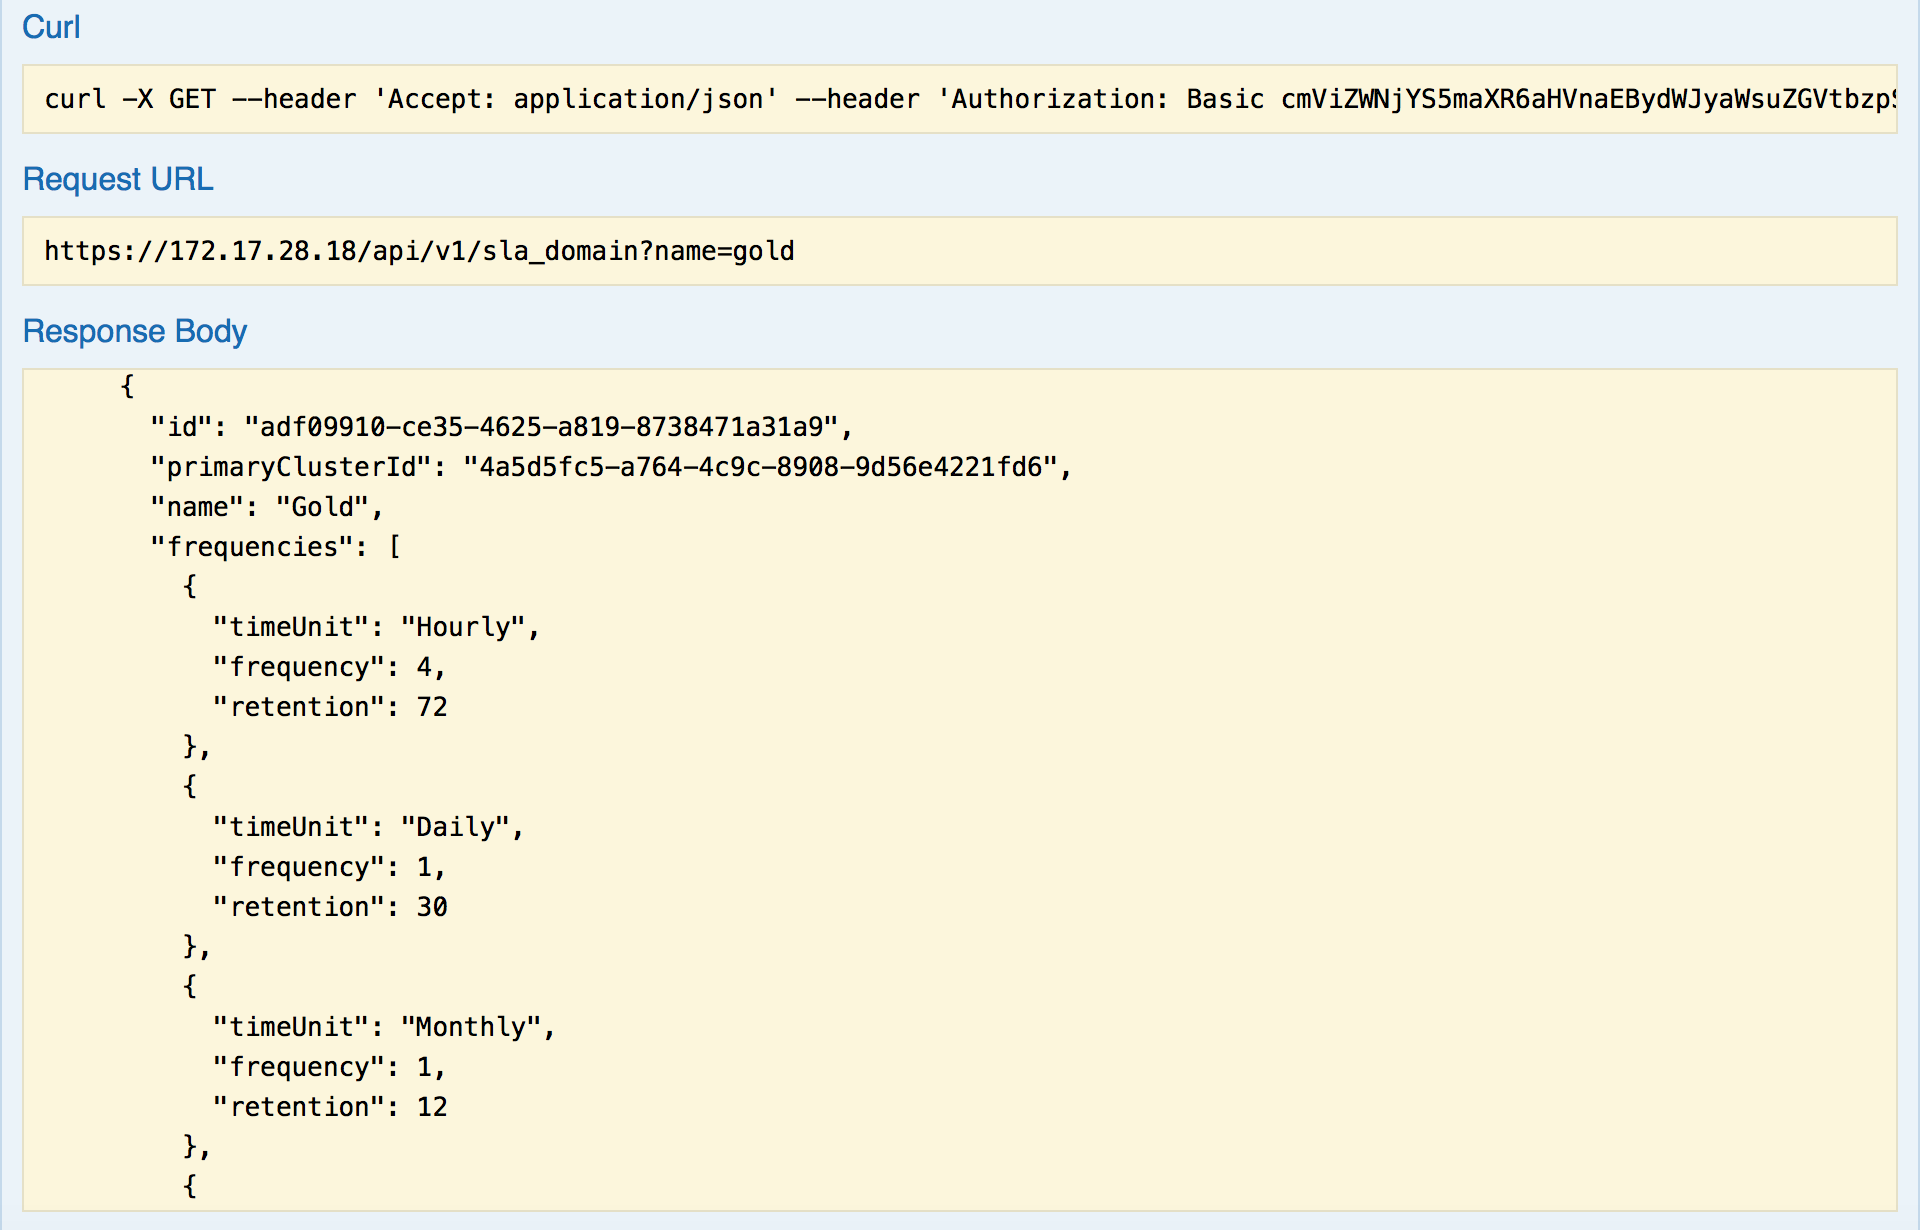 Curl
curl -X GET --header 'Accept: application/json' --header 'Authorization: Basic cmViZWNjYS5maXR6aHVnaEBydWJyaWsuZGVtbzp
Request URL
https://172.17.28.18/api/v1/sla_domain?name=gold
Response Body
{
"id": "adf09910-ce35-4625-a819-8738471a31a9",
"primaryClusterId": "4a5d5fc5-a764-4c9c-8908-9d56e4221fd6",
"name": "Gold",
"frequencies": [
{
"timeUnit": "Hourly",
"frequency": 4,
"retention": 72
},
{
"timeUnit": "Daily",
"frequency": 1,
"retention": 30
},
{
"timeUnit": "Monthly",
"frequency": 1,
"retention": 12
},
{